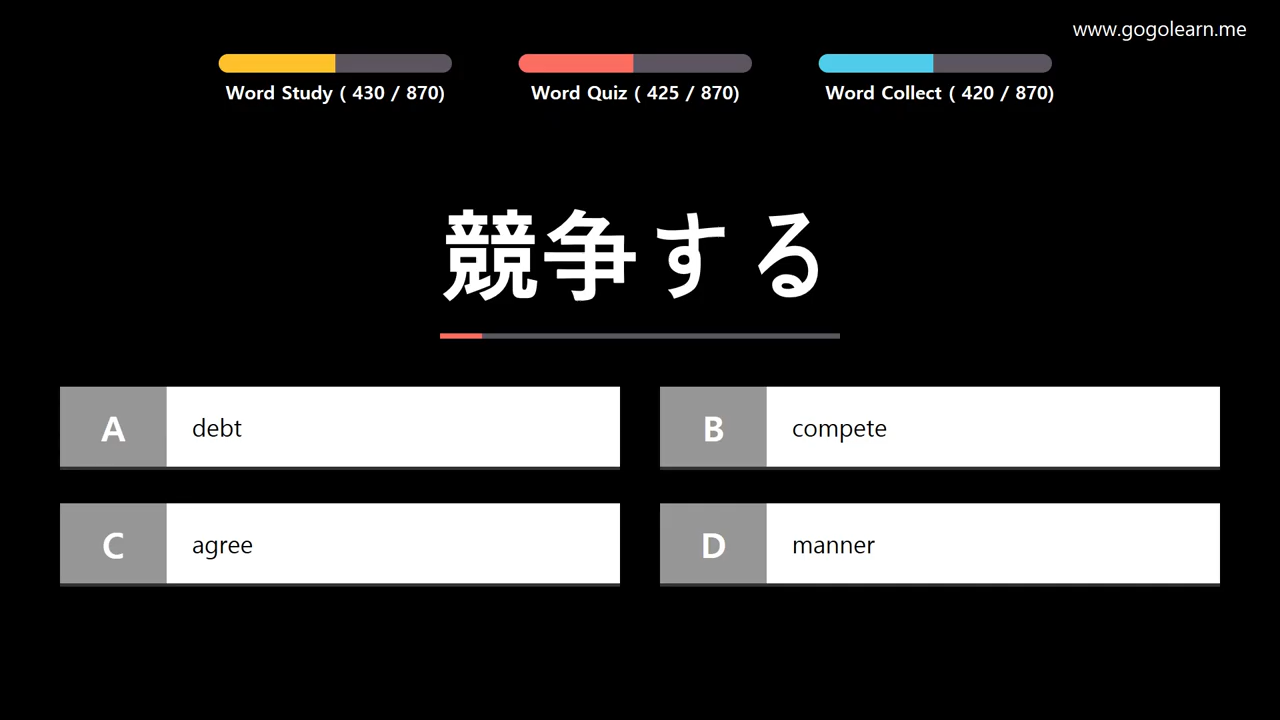 www.gogolearn.me
Word Study ( 430 / 870)
Word Quiz ( 425 / 870)
Word Collect ( 420 / 870)
競争する
A debt
B compete
C agree
D manner